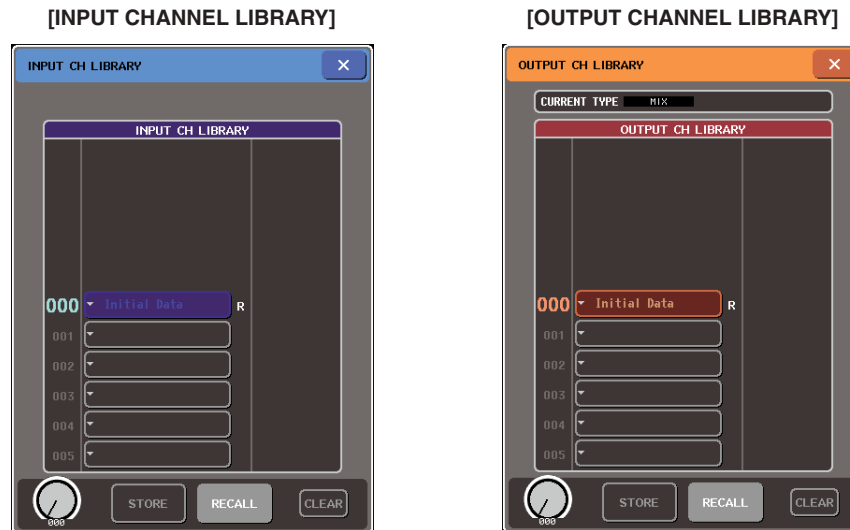 [INPUT CHANNEL LIBRARY]
INPUT CH LIBRARY
INPUT CH LIBRARY
000 Initial Data R
001
002
003
004
005
000
STORE
RECALL
CLEAR
[OUTPUT CHANNEL LIBRARY]
OUTPUT CH LIBRARY
CURRENT TYPE MIX
OUTPUT CH LIBRARY
000 Initial Data R
001
002
003
004
005
000
STORE
RECALL
CLEAR